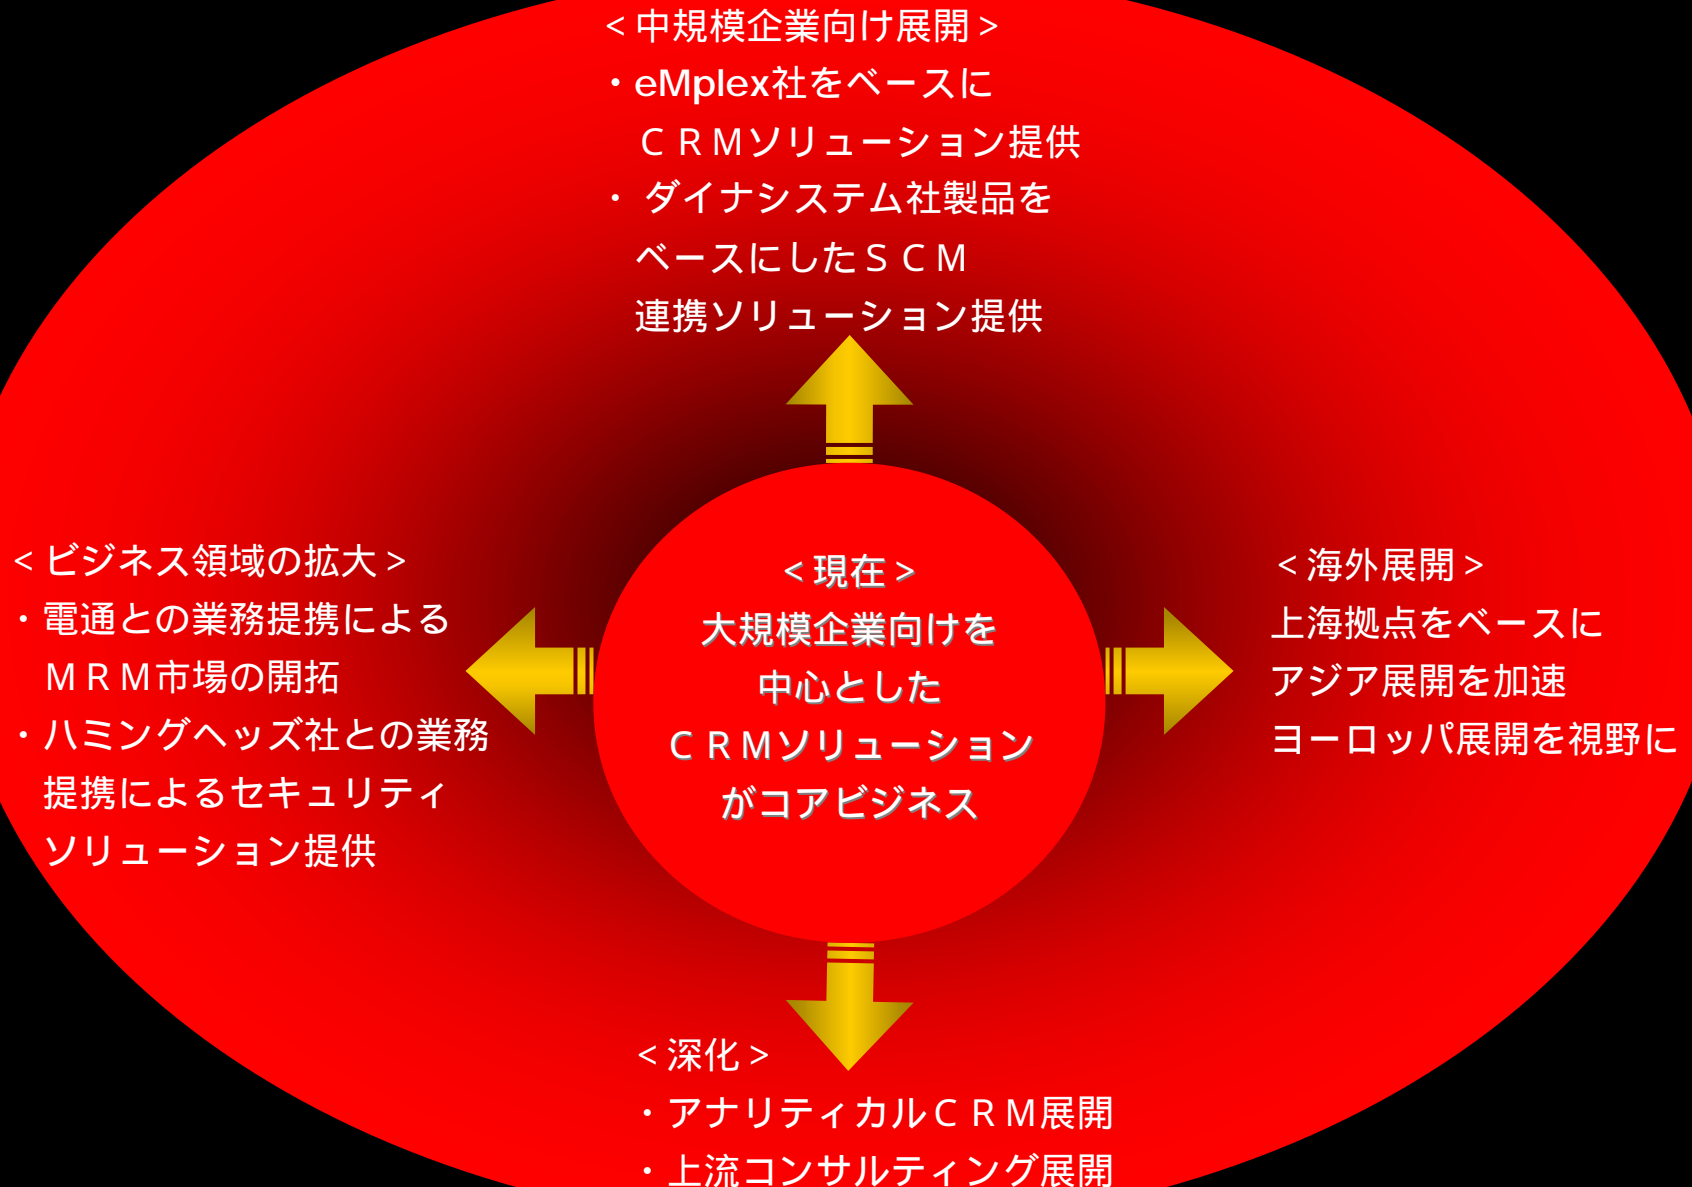 ＜中規模企業向け展開＞
・eMplex社をベースに
ＣＲＭソリューション提供
・ ダイナシステム社製品を
ベースにしたＳＣＭ
連携ソリューション提供
＜ビジネス領域の拡大＞
・電通との業務提携による
ＭＲＭ市場の開拓
・ハミングヘッズ社との業務
提携によるセキュリティ
ソリューション提供
＜現在＞
大規模企業向けを
中心とした
ＣＲＭソリューション
がコアビジネス
＜海外展開＞
上海拠点をベースに
アジア展開を加速
ヨーロッパ展開を視野に
＜深化＞
・アナリティカルＣＲＭ展開
・上流コンサルティング展開